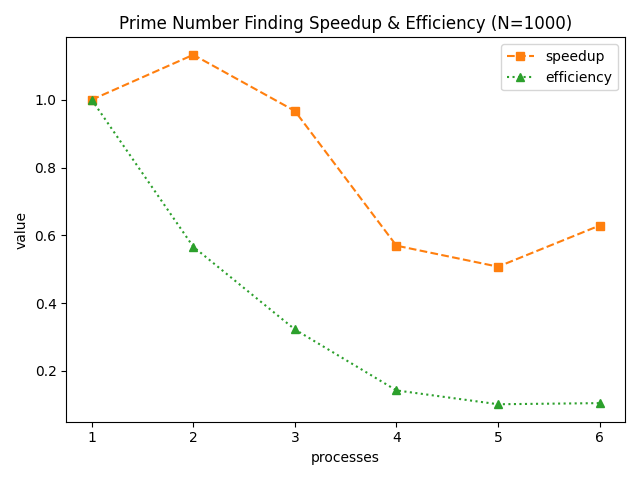 Prime Number Finding Speedup & Efficiency (N=1000)
speedup
efficiency
value
1.0
0.8
0.6
0.4
0.2
1 2 3 4 5 6
processes